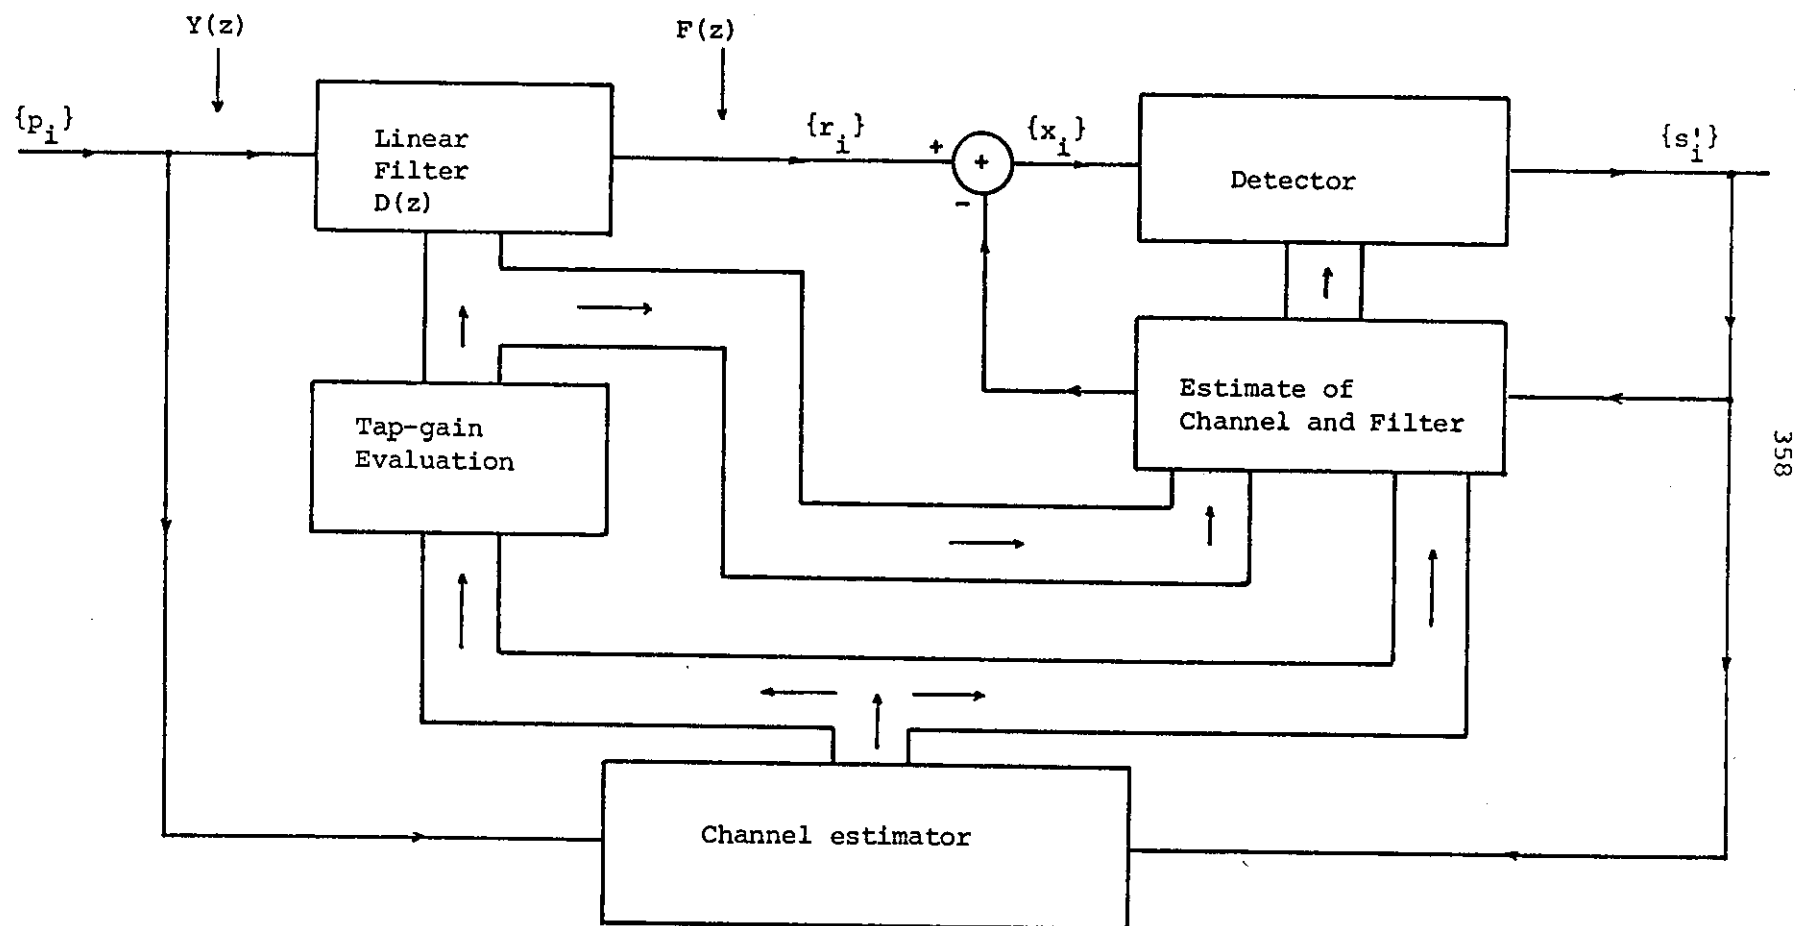 Y(z)
F(z)
{p_i}
Linear
Filter
D(z)
{r_i}
+
+
-
{x_i}
Detector
{s'_i}
Tap-gain
Evaluation
Estimate of
Channel and Filter
358
Channel estimator